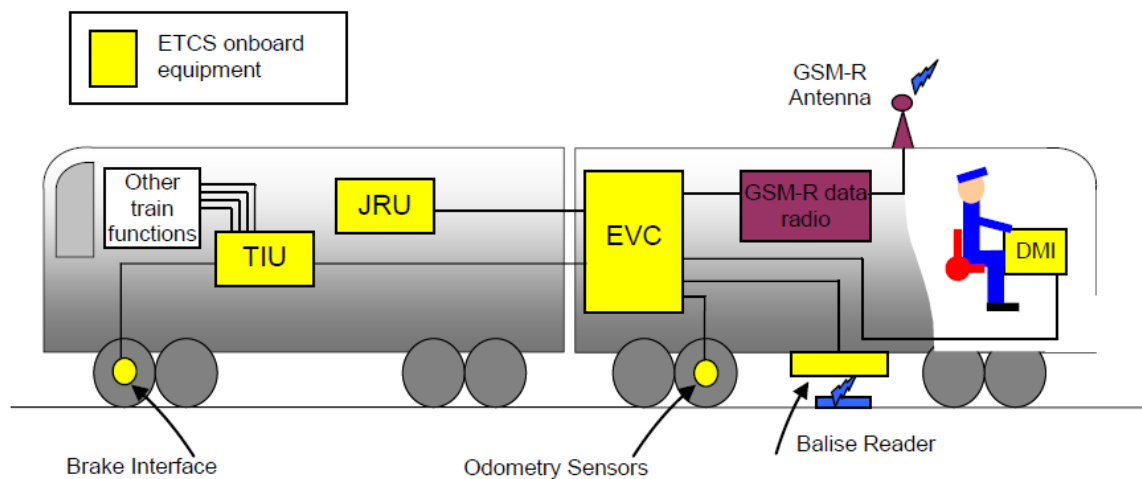 ETCS onboard
equipment
GSM-R
Antenna
Other
train
functions
JRU
TIU
EVC
GSM-R data
radio
DMI
Brake Interface
Odometry Sensors
Balise Reader